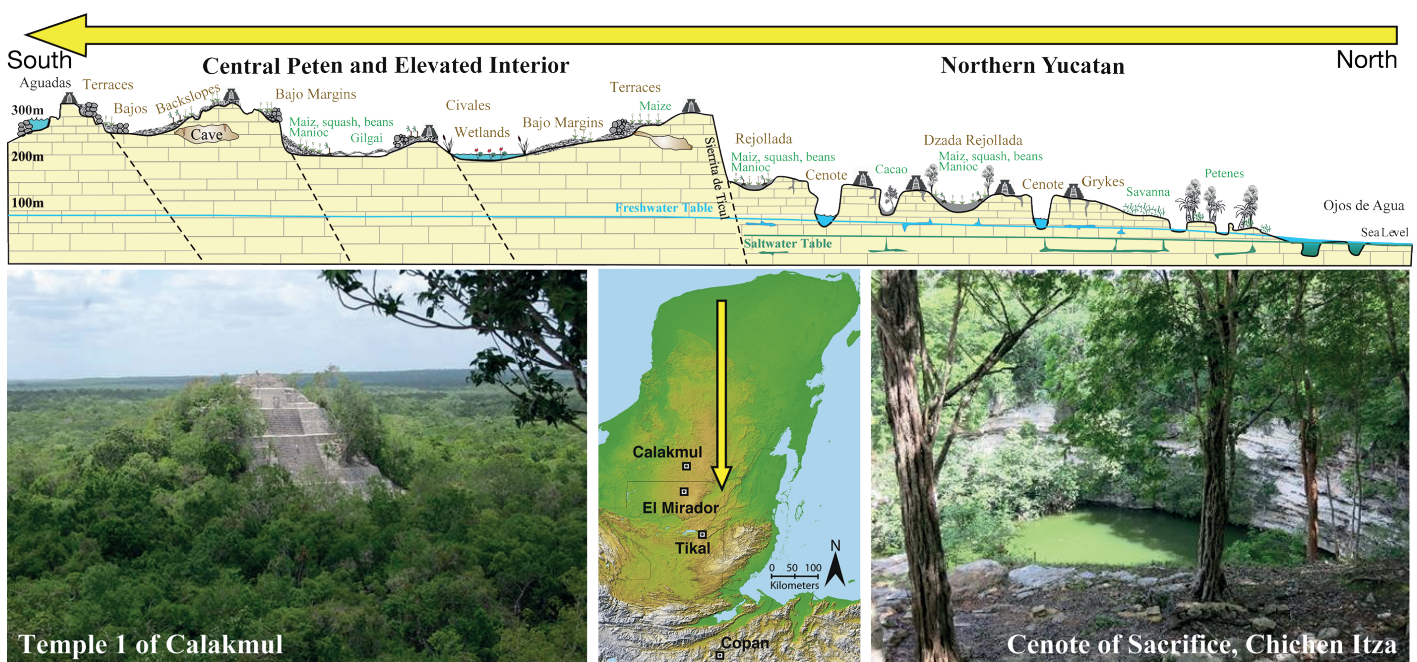 South
North
Central Peten and Elevated Interior
Northern Yucatan
Aguadas
Terraces
Bajos
Backslopes
Bajo Margins
Civales
Terraces
300m
Cave
Maiz, squash, beans
Manioc
Gilgai
Wetlands
Bajo Margins
Maize
200m
100m
Sierrita de Ticul
Rejollada
Maiz, squash, beans
Manioc
Cenote
Cacao
Dzada Rejollada
Maiz, squash, beans
Manioc
Cenote
Grykes
Savanna
Petenes
Ojos de Agua
Freshwater Table
Sea Level
Saltwater Table
Temple 1 of Calakmul
Calakmul
El Mirador
Tikal
N
0 50 100
Kilometers
Copan
Cenote of Sacrifice, Chichen Itza